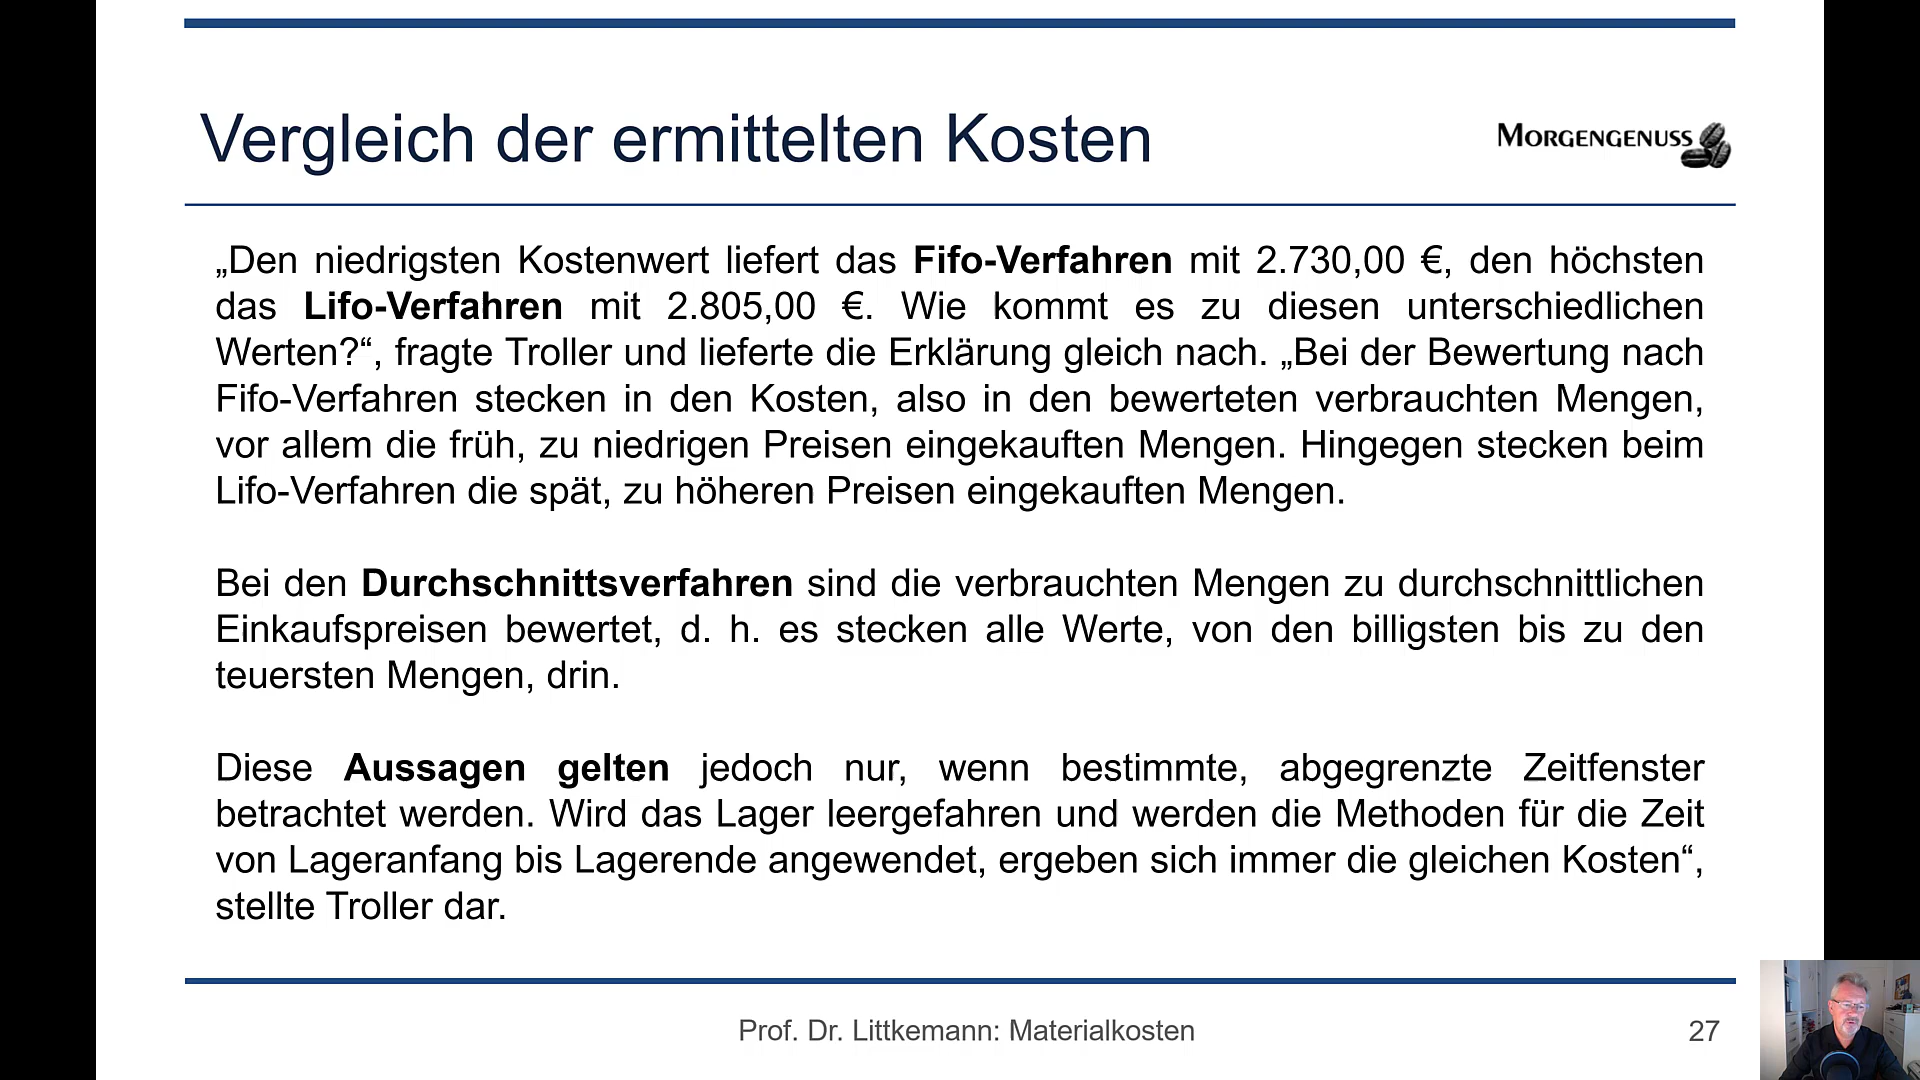 Vergleich der ermittelten Kosten
MORGENGENUSS
„Den niedrigsten Kostenwert liefert das Fifo-Verfahren mit 2.730,00 €, den höchsten
das Lifo-Verfahren mit 2.805,00 €. Wie kommt es zu diesen unterschiedlichen
Werten?“, fragte Troller und lieferte die Erklärung gleich nach. „Bei der Bewertung nach
Fifo-Verfahren stecken in den Kosten, also in den bewerteten verbrauchten Mengen,
vor allem die früh, zu niedrigen Preisen eingekauften Mengen. Hingegen stecken beim
Lifo-Verfahren die spät, zu höheren Preisen eingekauften Mengen.
Bei den Durchschnittsverfahren sind die verbrauchten Mengen zu durchschnittlichen
Einkaufspreisen bewertet, d. h. es stecken alle Werte, von den billigsten bis zu den
teuersten Mengen, drin.
Diese Aussagen gelten jedoch nur, wenn bestimmte, abgegrenzte Zeitfenster
betrachtet werden. Wird das Lager leergefahren und werden die Methoden für die Zeit
von Lageranfang bis Lagerende angewendet, ergeben sich immer die gleichen Kosten“,
stellte Troller dar.
Prof. Dr. Littkemann: Materialkosten
27